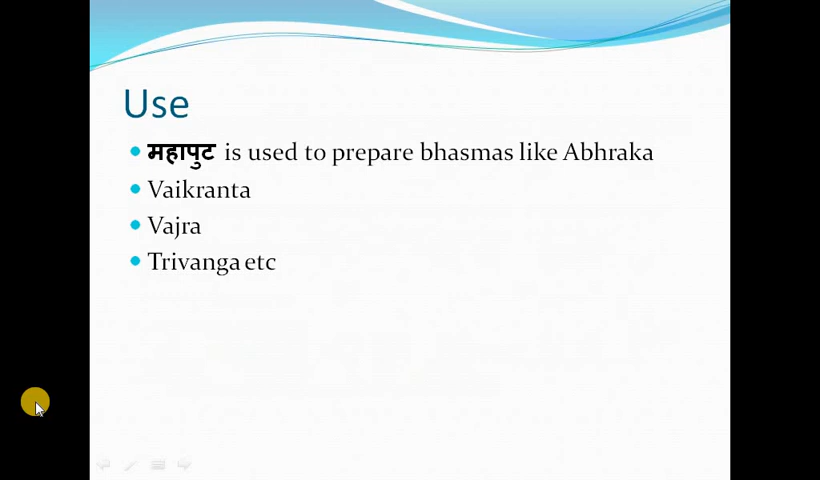 Use
महापुट is used to prepare bhasmas like Abhraka
Vaikranta
Vajra
Trivanga etc